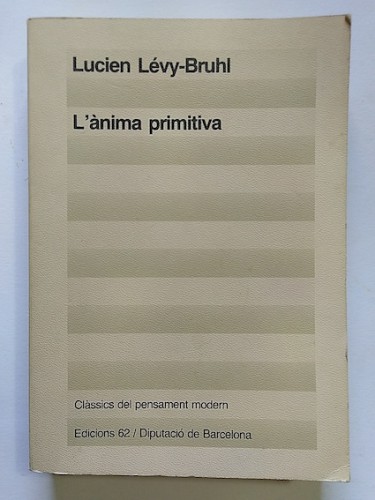 Lucien Lévy-Bruhl
L'ànima primitiva
Clàssics del pensament modern
Edicions 62 / Diputació de Barcelona